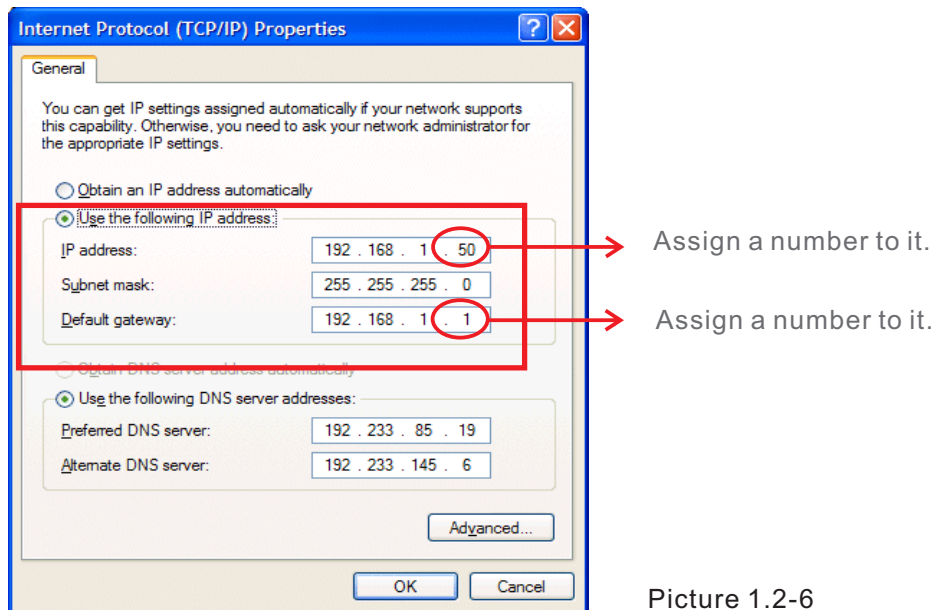 Internet Protocol (TCP/IP) Properties
General
You can get IP settings assigned automatically if your network supports
this capability. Otherwise, you need to ask your network administrator for
the appropriate IP settings.
Obtain an IP address automatically
Use the following IP address:
IP address: 192 . 168 . 1 . 50
Assign a number to it.
Subnet mask: 255 . 255 . 255 . 0
Default gateway: 192 . 168 . 1 . 1
Assign a number to it.
Obtain DNS server address automatically
Use the following DNS server addresses:
Preferred DNS server: 192 . 233 . 85 . 19
Alternate DNS server: 192 . 233 . 145 . 6
Advanced...
OK Cancel
Picture 1.2-6